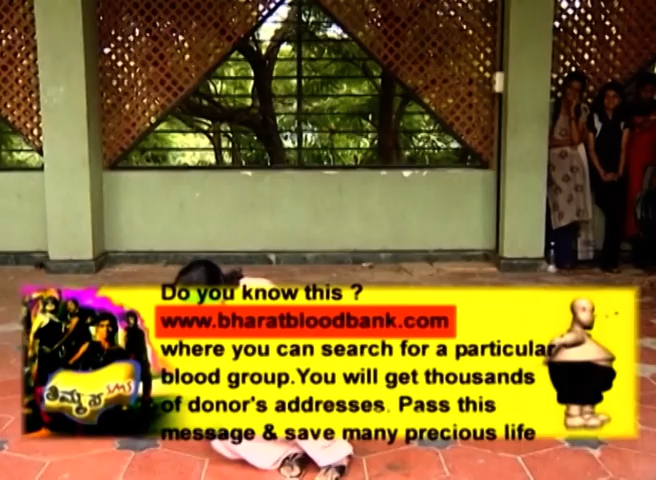 Do you know this ?
www.bharatbloodbank.com
where you can search for a particular
blood group.You will get thousands
of donor's addresses. Pass this
message & save many precious life
ತಿಮ್ಮಕ್ಕ SMS